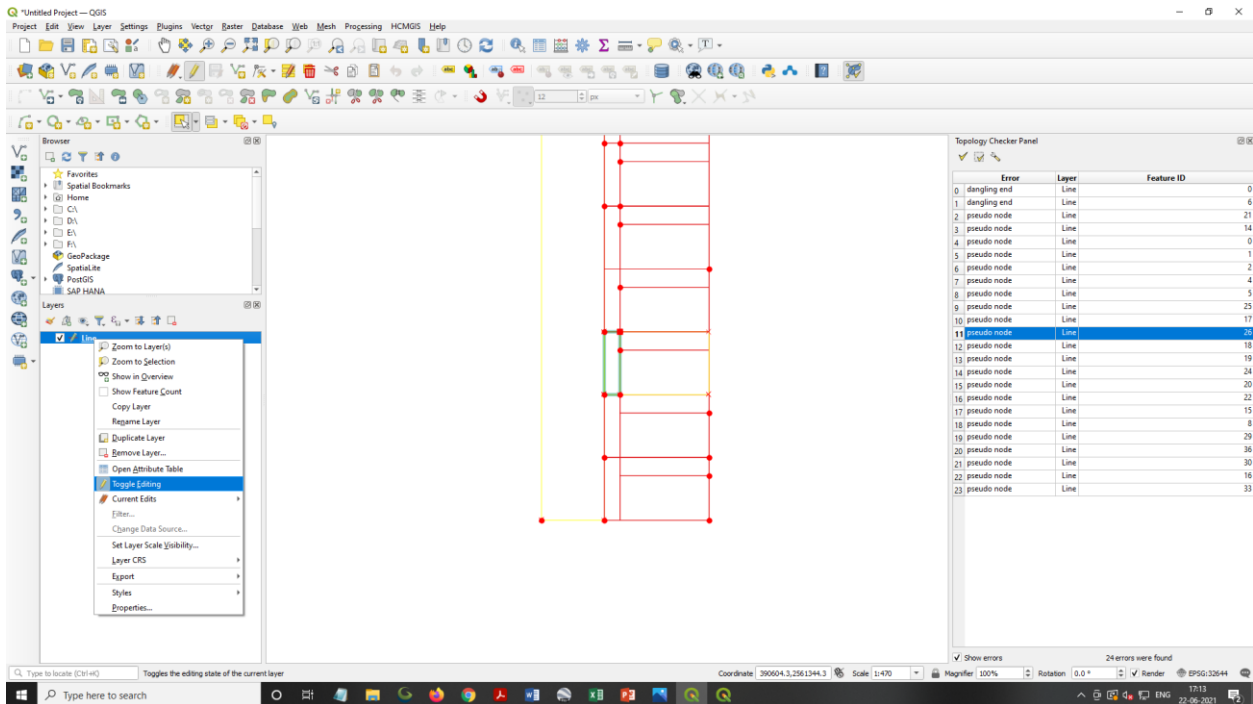 *Untitled Project — QGIS
Project Edit View Layer Settings Plugins Vector Raster Database Web Mesh Processing HCMGIS Help
12 px
Browser
Favorites
Spatial Bookmarks
Home
C:\
D:\
E:\
F:\
GeoPackage
SpatiaLite
PostGIS
SAP HANA
Layers
Line
Zoom to Layer(s)
Zoom to Selection
Show in Overview
Show Feature Count
Copy Layer
Rename Layer
Duplicate Layer
Remove Layer...
Open Attribute Table
Toggle Editing
Current Edits
Filter...
Change Data Source...
Set Layer Scale Visibility...
Layer CRS
Export
Styles
Properties...
Topology Checker Panel
Error Layer Feature ID
0 dangling end Line 0
1 dangling end Line 6
2 pseudo node Line 21
3 pseudo node Line 14
4 pseudo node Line 0
5 pseudo node Line 1
6 pseudo node Line 2
7 pseudo node Line 4
8 pseudo node Line 5
9 pseudo node Line 25
10 pseudo node Line 17
11 pseudo node Line 26
12 pseudo node Line 18
13 pseudo node Line 19
14 pseudo node Line 24
15 pseudo node Line 20
16 pseudo node Line 22
17 pseudo node Line 15
18 pseudo node Line 8
19 pseudo node Line 29
20 pseudo node Line 36
21 pseudo node Line 30
22 pseudo node Line 16
23 pseudo node Line 33
Show errors 24 errors were found
Type to locate (Ctrl+K) Toggles the editing state of the current layer Coordinate 390604.3,2561344.3 Scale 1:470 Magnifier 100% Rotation 0.0 ° Render EPSG:32644
Type here to search ENG 17:13
22-06-2021